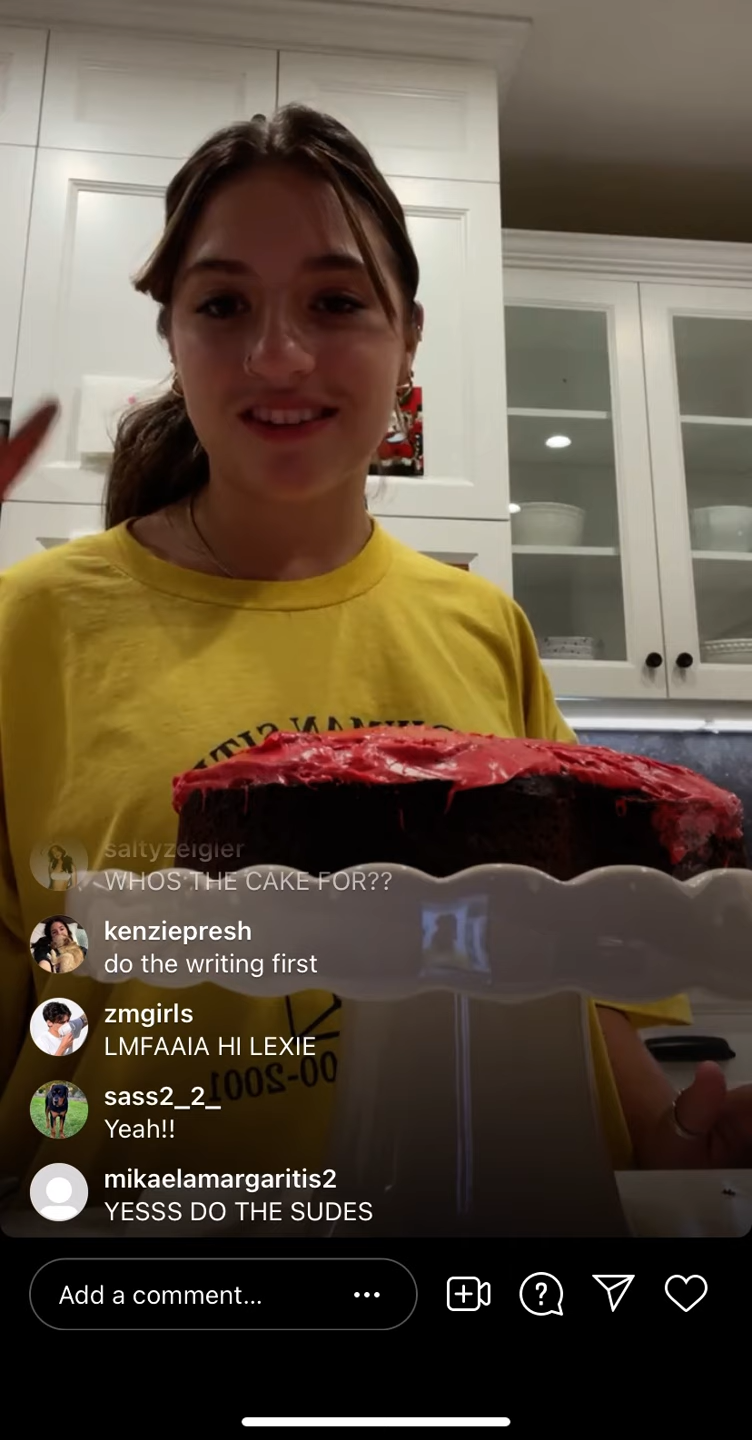 saltyzeigler
WHOS THE CAKE FOR??
kenziepresh
do the writing first
zmgirls
LMFAAIA HI LEXIE
sass2_2_
Yeah!!
mikaelamargaritis2
YESSS DO THE SUDES
Add a comment...